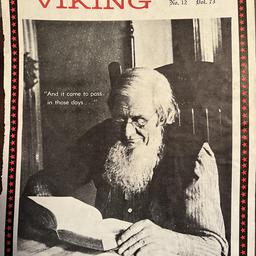 VIKING
No. 12 Vol. 73
"And it came to pass
in those days . . ."